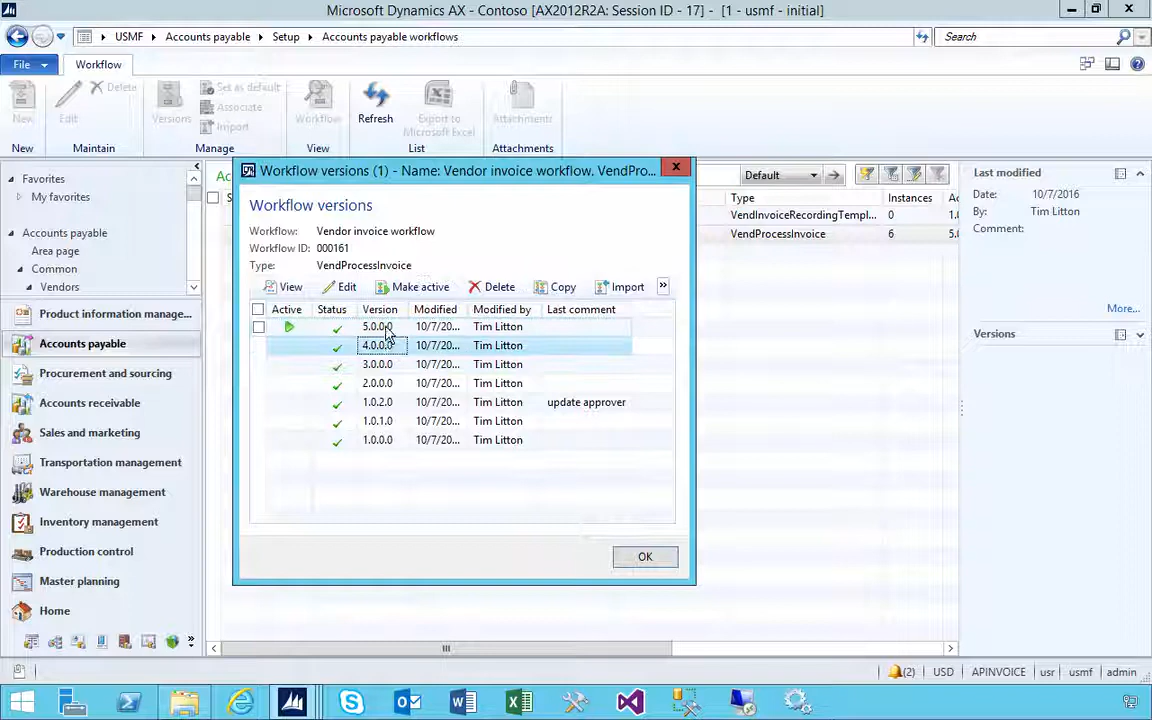 Microsoft Dynamics AX - Contoso [AX2012R2A: Session ID - 17] - [1 - usmf - initial]
USMF Accounts payable Setup Accounts payable workflows Search
File Workflow
New Edit Delete Versions Set as default Associate Import Workflow Refresh Export to Microsoft Excel Attachments
New Maintain Manage View List Attachments
Favorites
My favorites
Accounts payable
Area page
Common
Vendors
Product information manage...
Accounts payable
Procurement and sourcing
Accounts receivable
Sales and marketing
Transportation management
Warehouse management
Inventory management
Production control
Master planning
Home
Workflow versions (1) - Name: Vendor invoice workflow. VendPro...
Workflow versions
Workflow: Vendor invoice workflow
Workflow ID: 000161
Type: VendProcessInvoice
View Edit Make active Delete Copy Import »
Active Status Version Modified Modified by Last comment
5.0.0.0 10/7/20... Tim Litton
4.0.0.0 10/7/20... Tim Litton
3.0.0.0 10/7/20... Tim Litton
2.0.0.0 10/7/20... Tim Litton
1.0.2.0 10/7/20... Tim Litton update approver
1.0.1.0 10/7/20... Tim Litton
1.0.0.0 10/7/20... Tim Litton
OK
Default
Type Instances
VendInvoiceRecordingTempl... 0 1.
VendProcessInvoice 6 5.
Last modified
Date: 10/7/2016
By: Tim Litton
Comment:
More...
Versions
(2) USD APINVOICE usr usmf admin